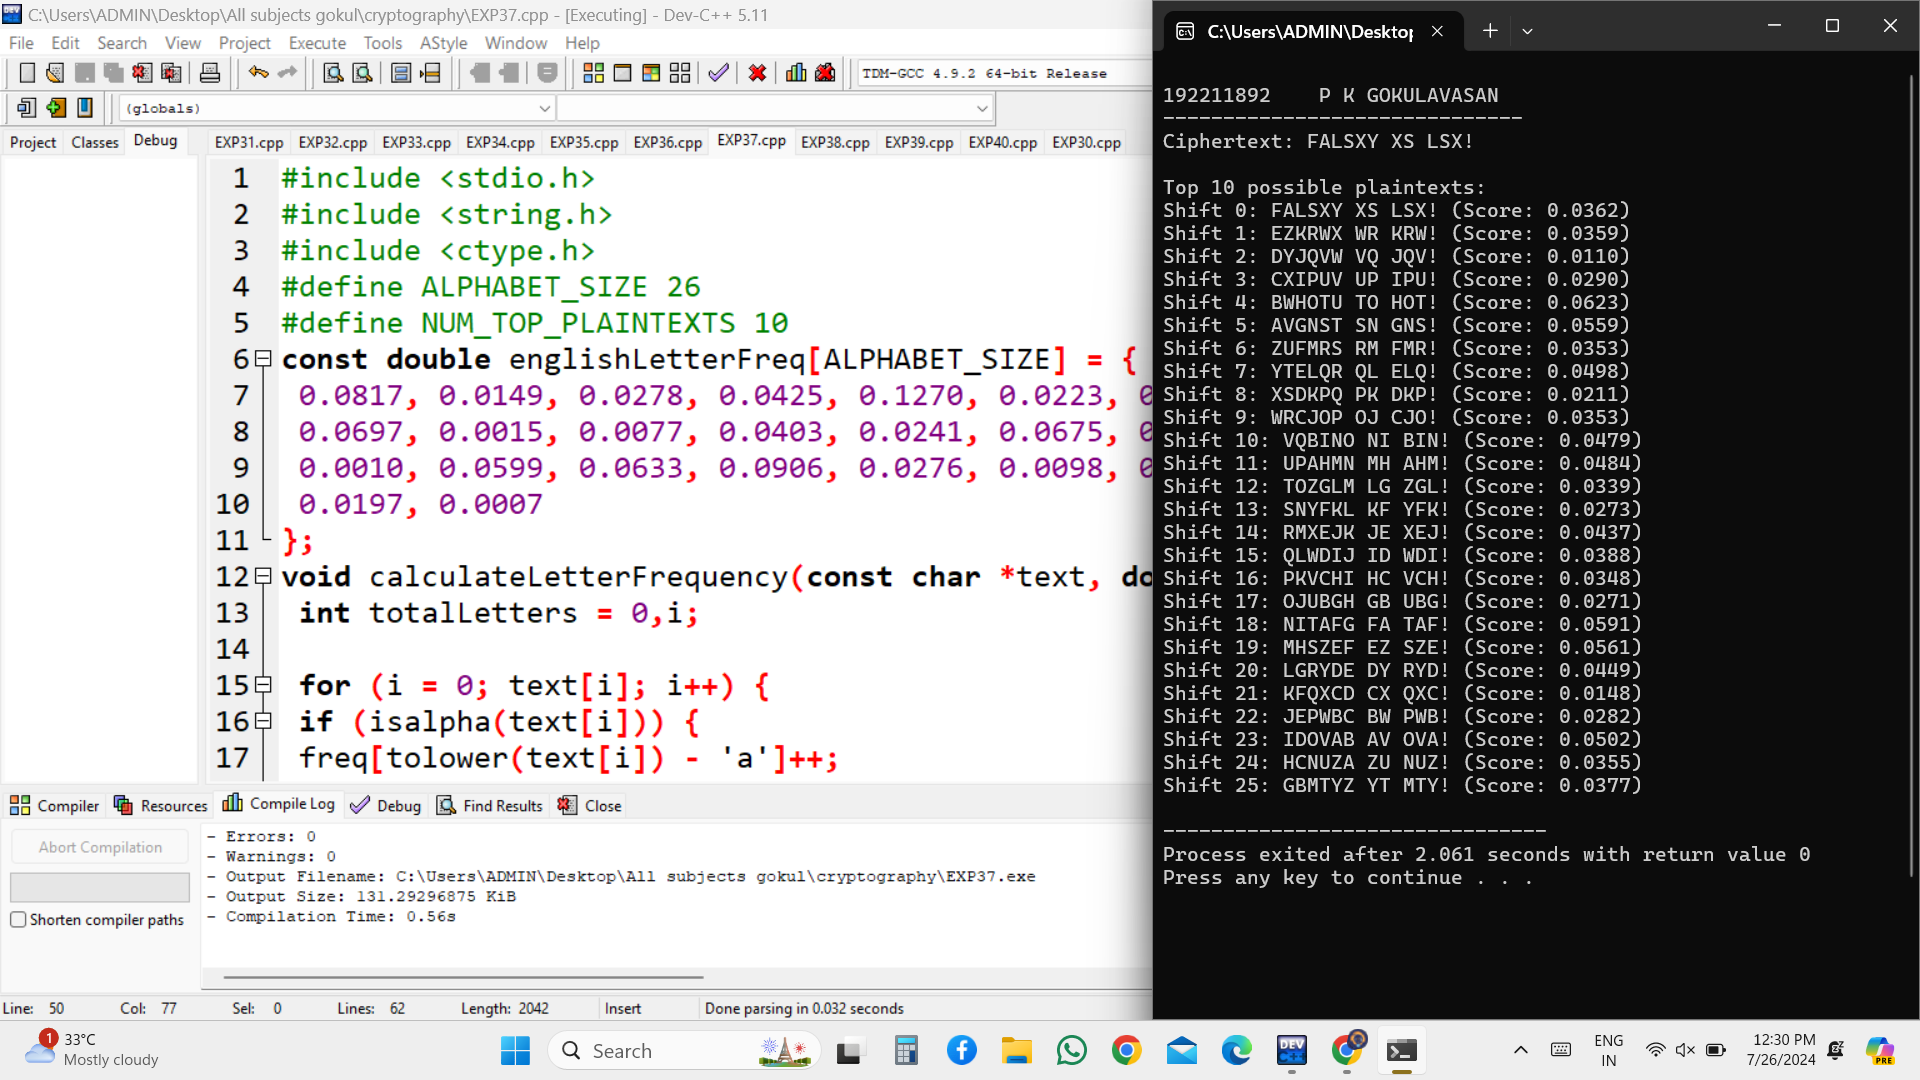 C:\Users\ADMIN\Desktop\All subjects gokul\cryptography\EXP37.cpp - [Executing] - Dev-C++ 5.11
File Edit Search View Project Execute Tools AStyle Window Help
TDM-GCC 4.9.2 64-bit Release
(globals)
Project Classes Debug
EXP31.cpp EXP32.cpp EXP33.cpp EXP34.cpp EXP35.cpp EXP36.cpp EXP37.cpp EXP38.cpp EXP39.cpp EXP40.cpp EXP30.cpp
1 #include <stdio.h>
2 #include <string.h>
3 #include <ctype.h>
4 #define ALPHABET_SIZE 26
5 #define NUM_TOP_PLAINTEXTS 10
6 const double englishLetterFreq[ALPHABET_SIZE] = {
7 0.0817, 0.0149, 0.0278, 0.0425, 0.1270, 0.0223,
8 0.0697, 0.0015, 0.0077, 0.0403, 0.0241, 0.0675,
9 0.0010, 0.0599, 0.0633, 0.0906, 0.0276, 0.0098,
10 0.0197, 0.0007
11 };
12 void calculateLetterFrequency(const char *text, do
13 int totalLetters = 0,i;
14
15 for (i = 0; text[i]; i++) {
16 if (isalpha(text[i])) {
17 freq[tolower(text[i]) - 'a']++;
Compiler Resources Compile Log Debug Find Results Close
Abort Compilation
Shorten compiler paths
- Errors: 0
- Warnings: 0
- Output Filename: C:\Users\ADMIN\Desktop\All subjects gokul\cryptography\EXP37.exe
- Output Size: 131.29296875 KiB
- Compilation Time: 0.56s
Line: 50 Col: 77 Sel: 0 Lines: 62 Length: 2042 Insert Done parsing in 0.032 seconds
C:\Users\ADMIN\Desktop
192211892    P K GOKULAVASAN
------------------------------
Ciphertext: FALSXY XS LSX!
Top 10 possible plaintexts:
Shift 0: FALSXY XS LSX! (Score: 0.0362)
Shift 1: EZKRWX WR KRW! (Score: 0.0359)
Shift 2: DYJQVW VQ JQV! (Score: 0.0110)
Shift 3: CXIPUV UP IPU! (Score: 0.0290)
Shift 4: BWHOTU TO HOT! (Score: 0.0623)
Shift 5: AVGNST SN GNS! (Score: 0.0559)
Shift 6: ZUFMRS RM FMR! (Score: 0.0353)
Shift 7: YTELQR QL ELQ! (Score: 0.0498)
Shift 8: XSDKPQ PK DKP! (Score: 0.0211)
Shift 9: WRCJOP OJ CJO! (Score: 0.0353)
Shift 10: VQBINO NI BIN! (Score: 0.0479)
Shift 11: UPAHMN MH AHM! (Score: 0.0484)
Shift 12: TOZGLM LG ZGL! (Score: 0.0339)
Shift 13: SNYFKL KF YFK! (Score: 0.0273)
Shift 14: RMXEJK JE XEJ! (Score: 0.0437)
Shift 15: QLWDIJ ID WDI! (Score: 0.0388)
Shift 16: PKVCHI HC VCH! (Score: 0.0348)
Shift 17: OJUBGH GB UBG! (Score: 0.0271)
Shift 18: NITAFG FA TAF! (Score: 0.0591)
Shift 19: MHSZEF EZ SZE! (Score: 0.0561)
Shift 20: LGRYDE DY RYD! (Score: 0.0449)
Shift 21: KFQXCD CX QXC! (Score: 0.0148)
Shift 22: JEPWBC BW PWB! (Score: 0.0282)
Shift 23: IDOVAB AV OVA! (Score: 0.0502)
Shift 24: HCNUZA ZU NUZ! (Score: 0.0355)
Shift 25: GBMTYZ YT MTY! (Score: 0.0377)
--------------------------------
Process exited after 2.061 seconds with return value 0
Press any key to continue . . .
1 33°C
Mostly cloudy
Search
DEV C++
ENG
IN
12:30 PM
7/26/2024
PRE